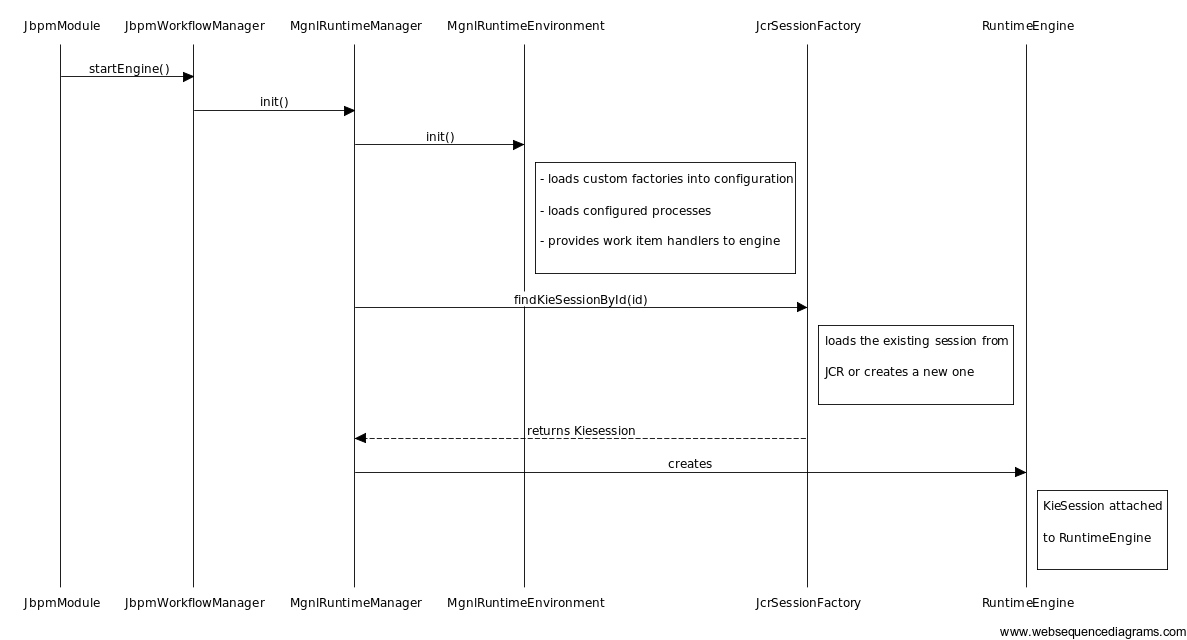 JbpmModule JbpmWorkflowManager MgnlRuntimeManager MgnlRuntimeEnvironment JcrSessionFactory RuntimeEngine
startEngine()
init()
init()
- loads custom factories into configuration
- loads configured processes
- provides work item handlers to engine
findKieSessionById(id)
loads the existing session from
JCR or creates a new one
returns Kiesession
creates
KieSession attached
to RuntimeEngine
JbpmModule JbpmWorkflowManager MgnlRuntimeManager MgnlRuntimeEnvironment JcrSessionFactory RuntimeEngine
www.websequencediagrams.com